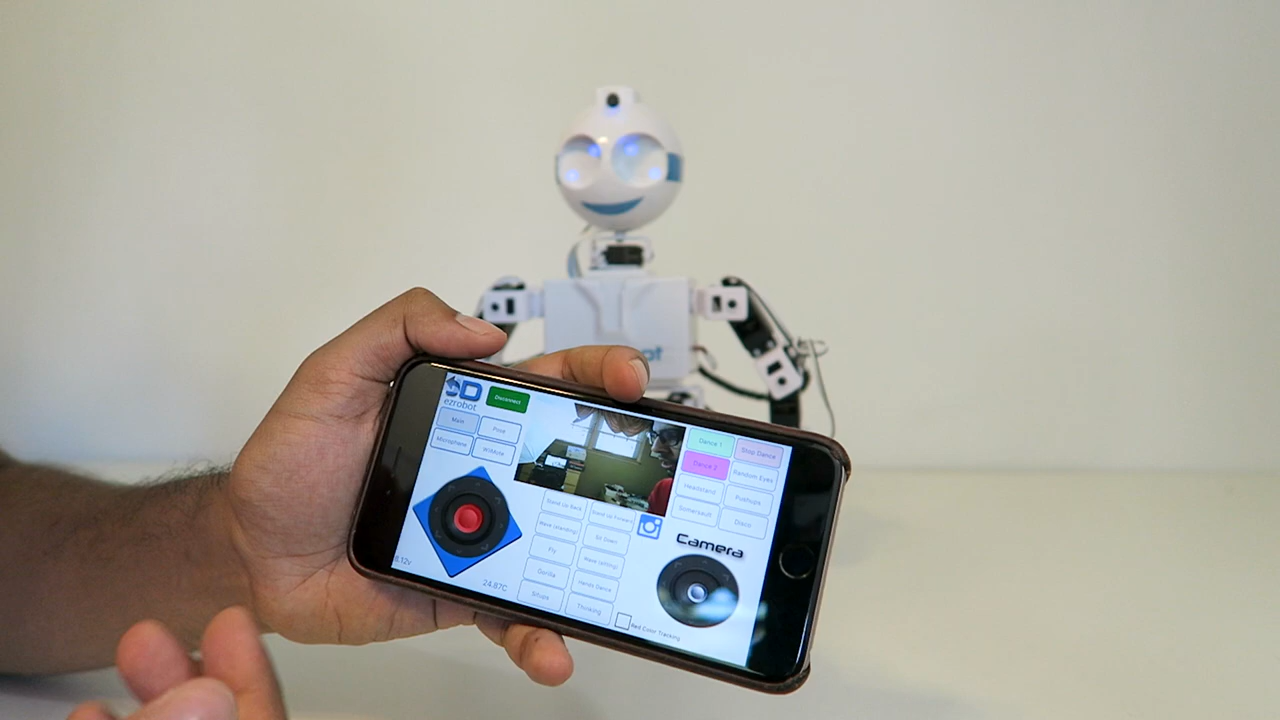 ot
ezrobot
Disconnect
Main
Pose
Microphone
WiiMote
Dance 1
Stop Dance
Dance 2
Random Eyes
Headstand
Pushups
Somersault
Disco
Stand Up Back
Stand up Forward
Wave (standing)
Sit Down
Fly
Wave (sitting)
Gorilla
Hands Dance
Situps
Thinking
Camera
24.87C
Red Color Tracking